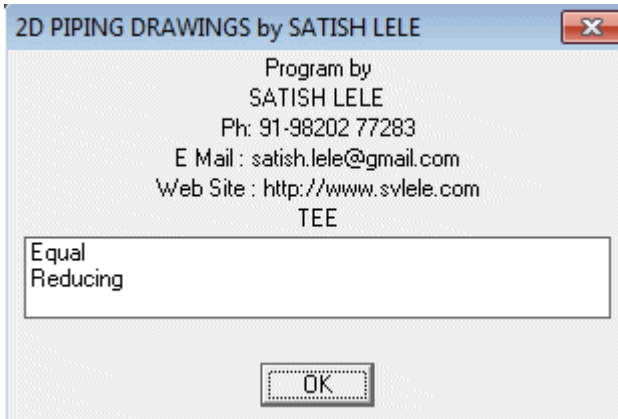 2D PIPING DRAWINGS by SATISH LELE
Program by
SATISH LELE
Ph: 91-98202 77283
E Mail : satish.lele@gmail.com
Web Site : http://www.svlele.com
TEE
Equal
Reducing
OK